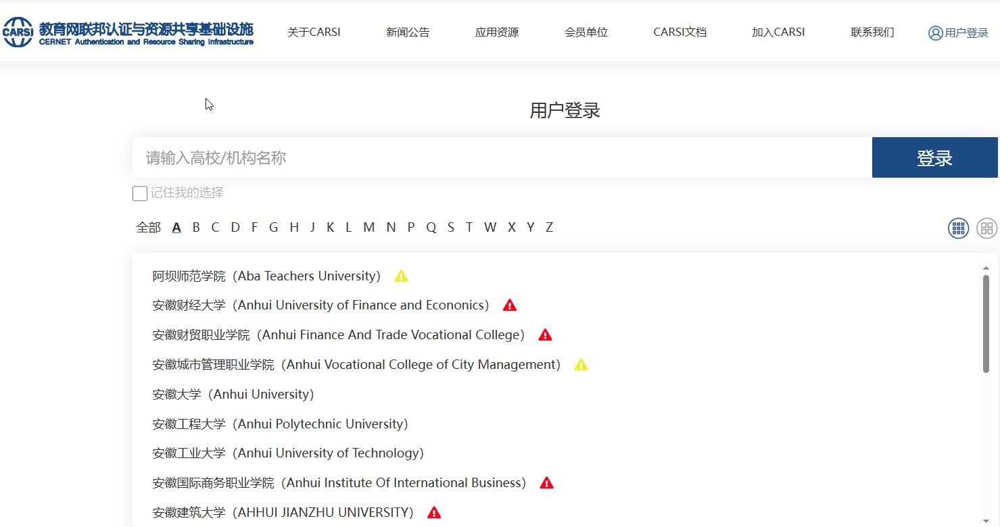 CARSI 教育网联邦认证与资源共享基础设施
CERNET Authentication and Resource Sharing Infrastructure
关于CARSI 新闻公告 应用资源 会员单位 CARSI文档 加入CARSI 联系我们 用户登录
用户登录
请输入高校/机构名称 登录
记住我的选择
全部 A B C D F G H J K L M N P Q S T W X Y Z
阿坝师范学院（Aba Teachers University）
安徽财经大学（Anhui University of Finance and Econonics）
安徽财贸职业学院（Anhui Finance And Trade Vocational College）
安徽城市管理职业学院（Anhui Vocational College of City Management）
安徽大学（Anhui University）
安徽工程大学（Anhui Polytechnic University）
安徽工业大学（Anhui University of Technology）
安徽国际商务职业学院（Anhui Institute Of International Business）
安徽建筑大学（AHHUI JIANZHU UNIVERSITY）